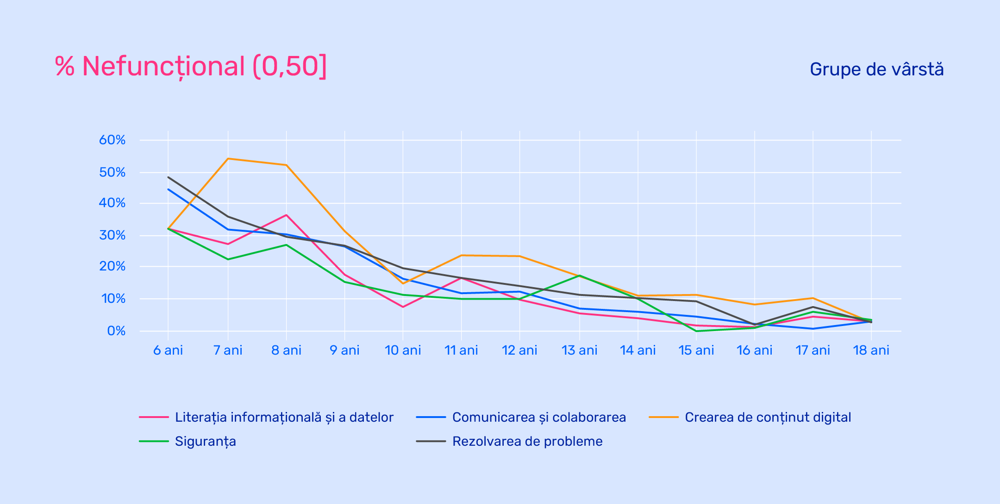 % Nefuncțional (0,50]
Grupe de vârstă
60%
50%
40%
30%
20%
10%
0%
6 ani 7 ani 8 ani 9 ani 10 ani 11 ani 12 ani 13 ani 14 ani 15 ani 16 ani 17 ani 18 ani
Literația informațională și a datelor Comunicarea și colaborarea Crearea de conținut digital
Siguranța Rezolvarea de probleme